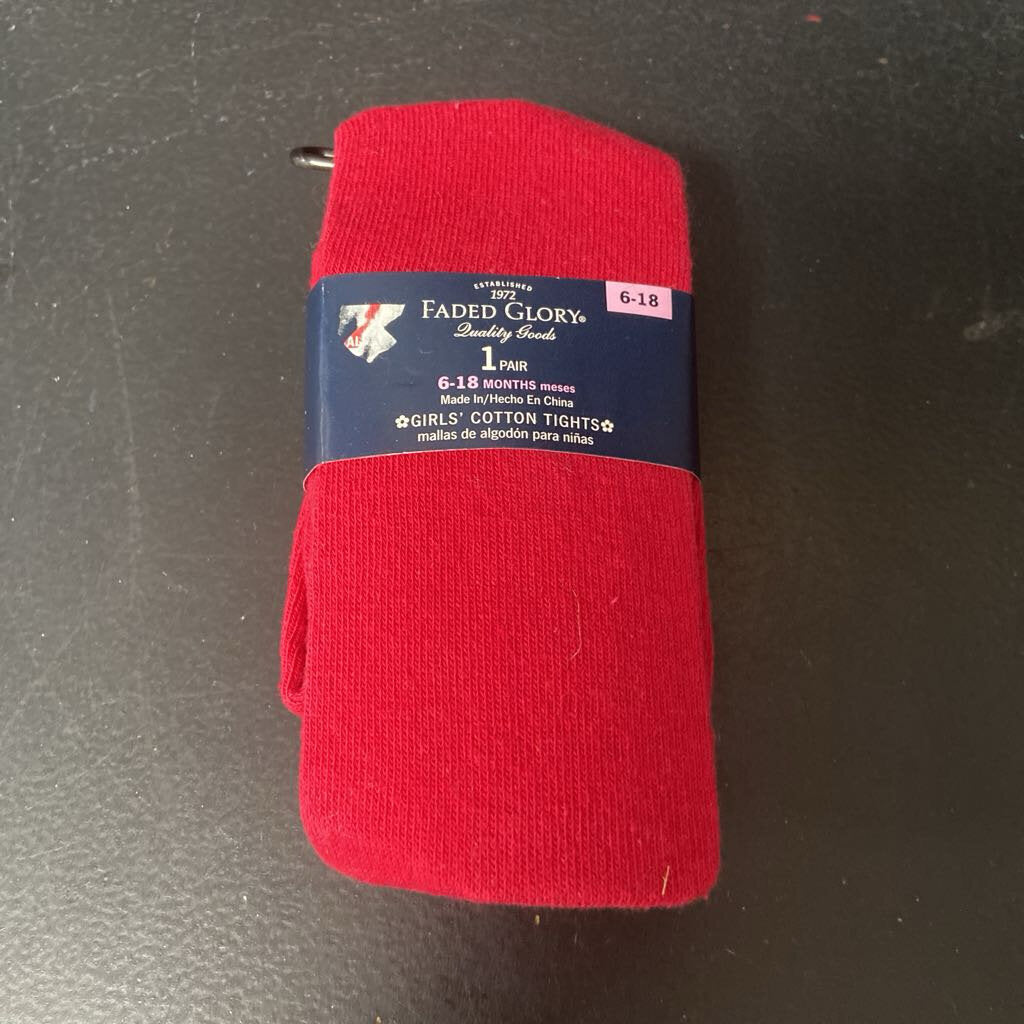 ESTABLISHED
1972
FADED GLORY®
Quality Goods
6-18
1 PAIR
6-18 MONTHS meses
Made In/Hecho En China
✿GIRLS' COTTON TIGHTS✿
mallas de algodón para niñas